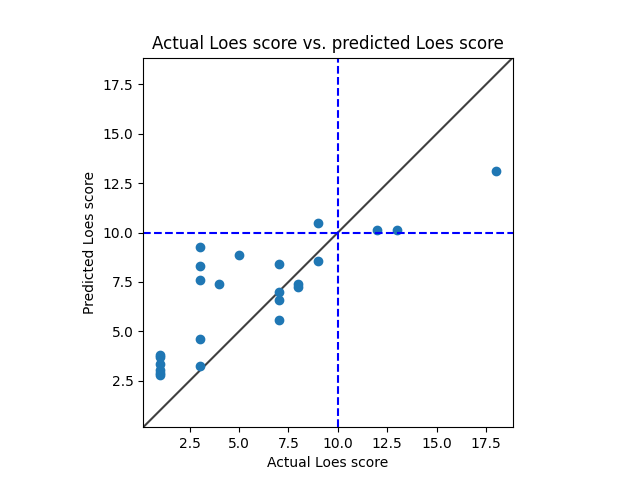 Actual Loes score vs. predicted Loes score
Predicted Loes score
17.5
15.0
12.5
10.0
7.5
5.0
2.5
2.5 5.0 7.5 10.0 12.5 15.0 17.5
Actual Loes score